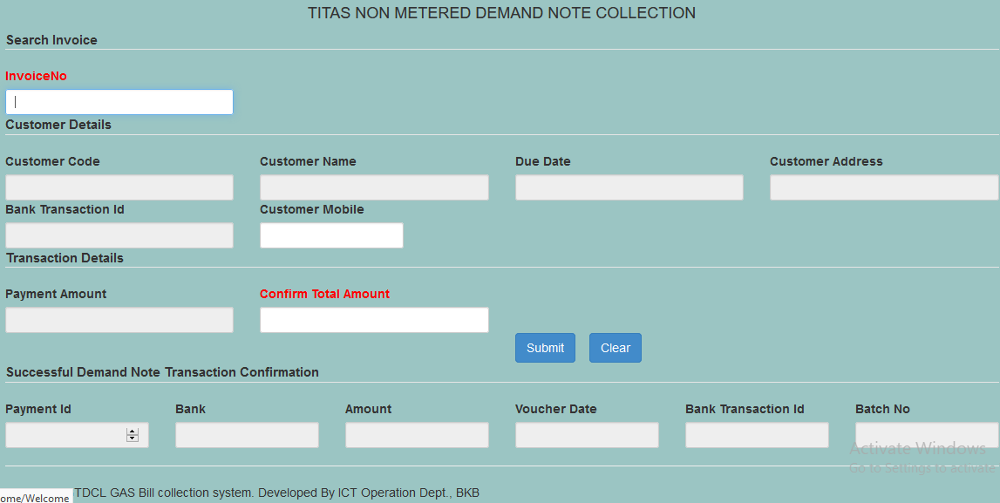 TITAS NON METERED DEMAND NOTE COLLECTION
Search Invoice
InvoiceNo
Customer Details
Customer Code Customer Name Due Date Customer Address
Bank Transaction Id Customer Mobile
Transaction Details
Payment Amount Confirm Total Amount
Submit Clear
Successful Demand Note Transaction Confirmation
Payment Id Bank Amount Voucher Date Bank Transaction Id Batch No
Activate Windows
Go to Settings to activate
TDCL GAS Bill collection system. Developed By ICT Operation Dept., BKB
ome/Welcome